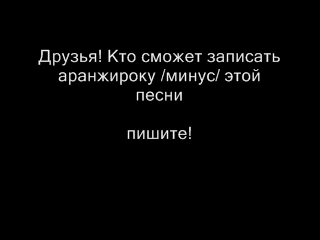 Друзья! Кто сможет записать
аранжироку /минус/ этой
песни
пишите!